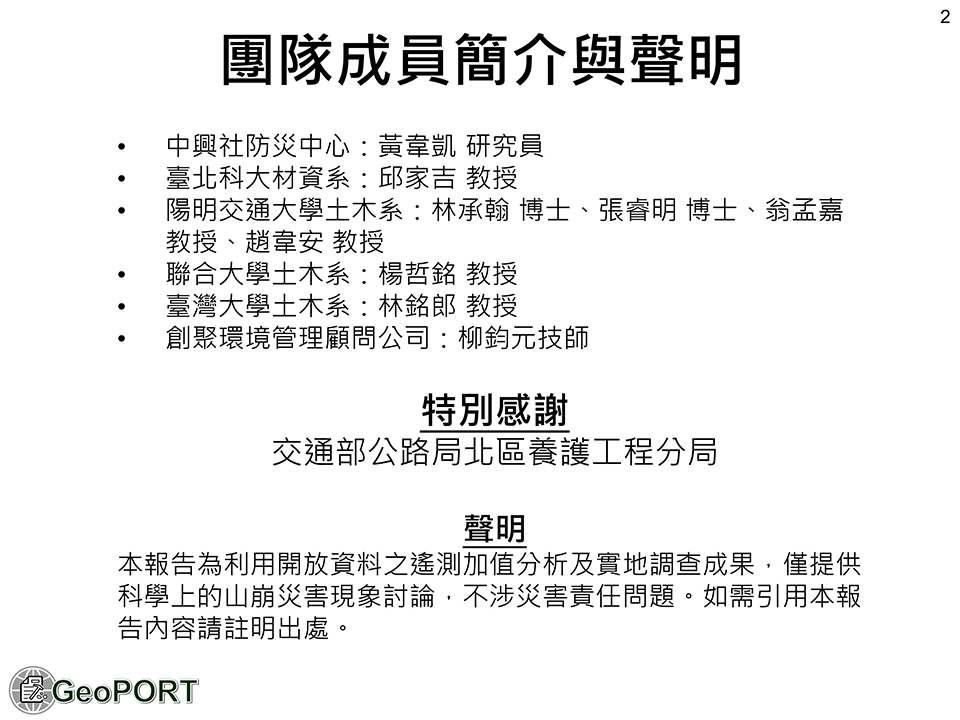 2
團隊成員簡介與聲明
• 中興社防災中心：黃韋凱 研究員
• 臺北科大材資系：邱家吉 教授
• 陽明交通大學土木系：林承翰 博士、張睿明 博士、翁孟嘉
教授、趙韋安 教授
• 聯合大學土木系：楊哲銘 教授
• 臺灣大學土木系：林銘郎 教授
• 創聚環境管理顧問公司：柳鈞元技師
特別感謝
交通部公路局北區養護工程分局
聲明
本報告為利用開放資料之遙測加值分析及實地調查成果，僅提供
科學上的山崩災害現象討論，不涉災害責任問題。如需引用本報
告內容請註明出處。
GeoPORT